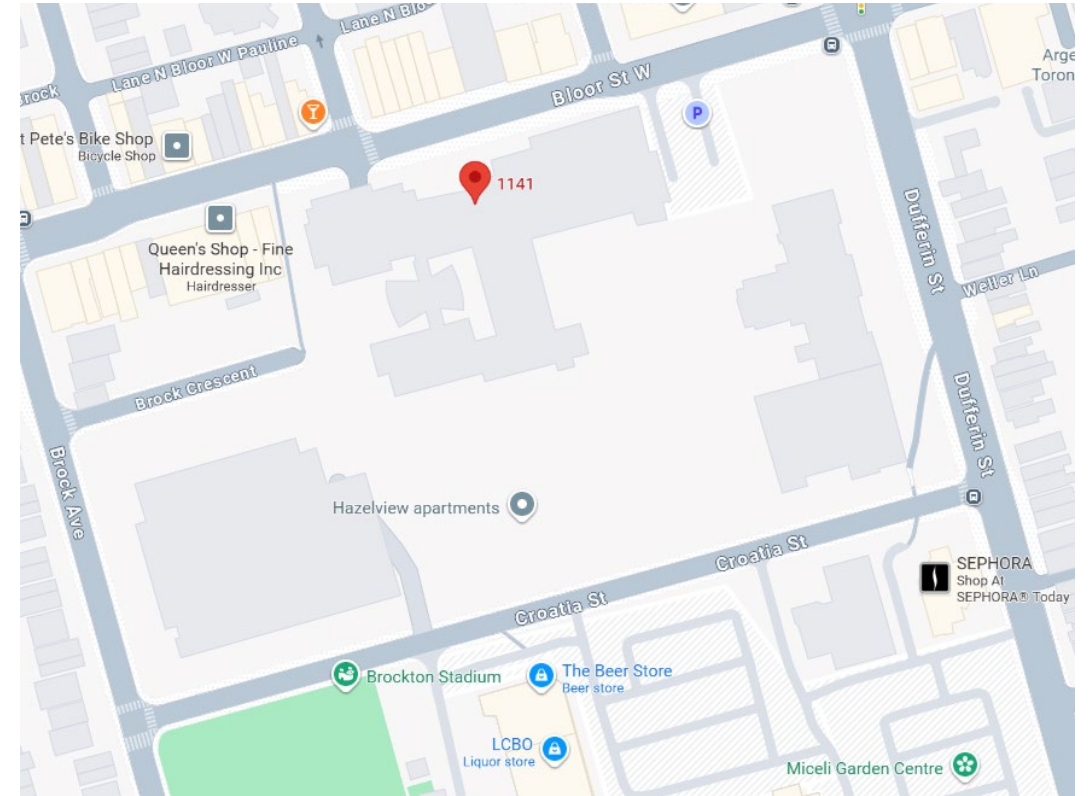 Lane N Bloor W Pauline
Lane N Bloo
Brock
Bloor St W
P
Arge
Toron
t Pete's Bike Shop
Bicycle Shop
1141
Queen's Shop - Fine
Hairdressing Inc
Hairdresser
Dufferin St
Weller Ln
Brock Crescent
Dufferin St
Brock Ave
Hazelview apartments
Croatia St
SEPHORA
Shop At
SEPHORA® Today
Croatia St
Brockton Stadium
The Beer Store
Beer store
LCBO
Liquor store
Miceli Garden Centre